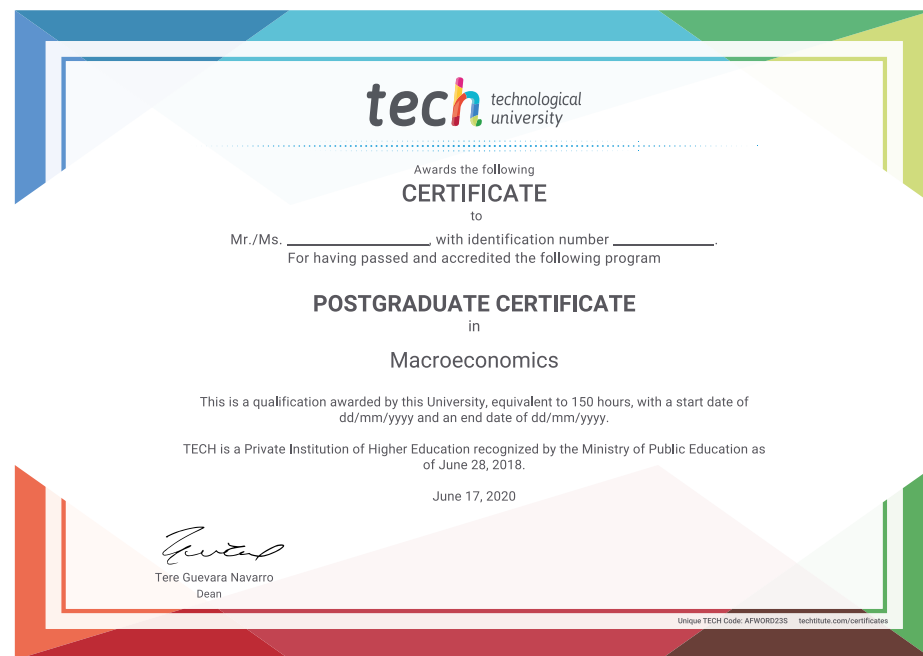 tech technological
university
Awards the following
CERTIFICATE
to
Mr./Ms. ____________________, with identification number ______________.
For having passed and accredited the following program
POSTGRADUATE CERTIFICATE
in
Macroeconomics
This is a qualification awarded by this University, equivalent to 150 hours, with a start date of
dd/mm/yyyy and an end date of dd/mm/yyyy.
TECH is a Private Institution of Higher Education recognized by the Ministry of Public Education as
of June 28, 2018.
June 17, 2020
Tere Guevara Navarro
Dean
Unique TECH Code: AFWORD23S techtitute.com/certificates